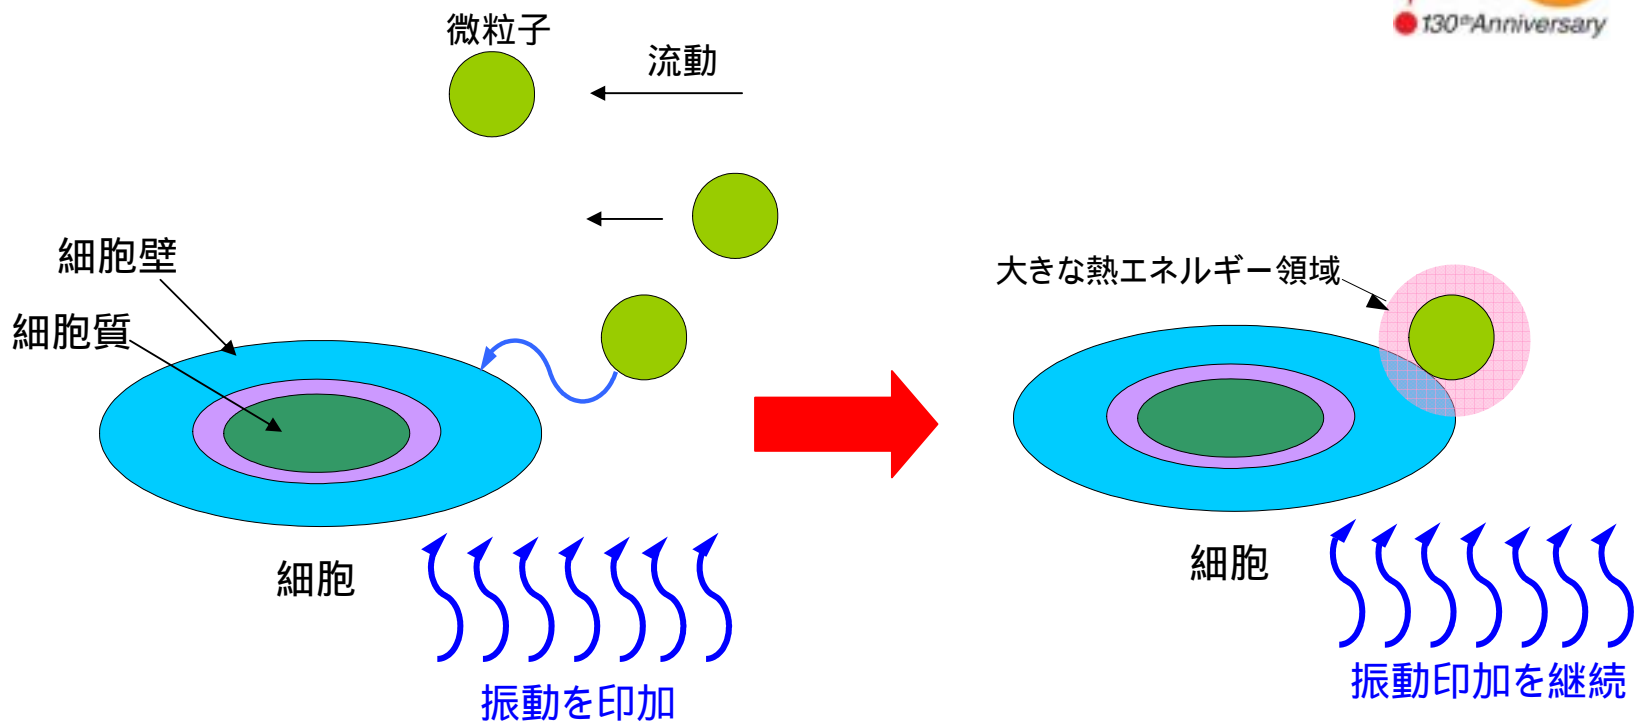 130th Anniversary
微粒子
流動
細胞壁
細胞質
細胞
振動を印加
大きな熱エネルギー領域
細胞
振動印加を継続